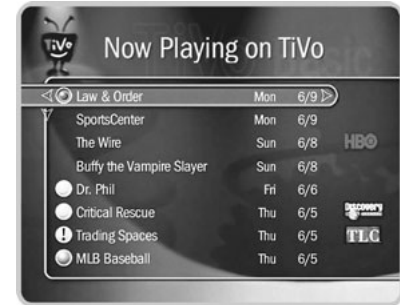 TiVo
Now Playing on TiVo
Law & Order Mon 6/9
SportsCenter Mon 6/9
The Wire Sun 6/8 HBO
Buffy the Vampire Slayer Sun 6/8
Dr. Phil Fri 6/6
Critical Rescue Thu 6/5 Discovery
! Trading Spaces Thu 6/5 TLC
MLB Baseball Thu 6/5